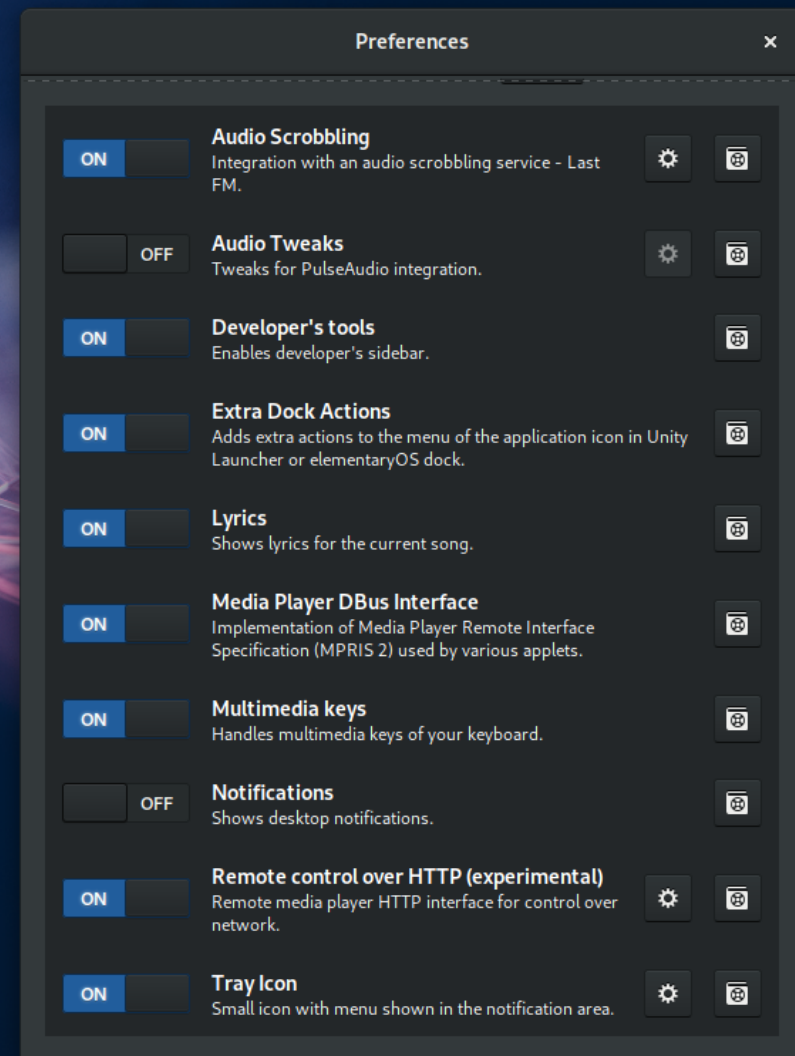 Preferences
ON
Audio Scrobbling
Integration with an audio scrobbling service - Last
FM.
OFF
Audio Tweaks
Tweaks for PulseAudio integration.
ON
Developer's tools
Enables developer's sidebar.
ON
Extra Dock Actions
Adds extra actions to the menu of the application icon in Unity
Launcher or elementaryOS dock.
ON
Lyrics
Shows lyrics for the current song.
ON
Media Player DBus Interface
Implementation of Media Player Remote Interface
Specification (MPRIS 2) used by various applets.
ON
Multimedia keys
Handles multimedia keys of your keyboard.
OFF
Notifications
Shows desktop notifications.
ON
Remote control over HTTP (experimental)
Remote media player HTTP interface for control over
network.
ON
Tray Icon
Small icon with menu shown in the notification area.